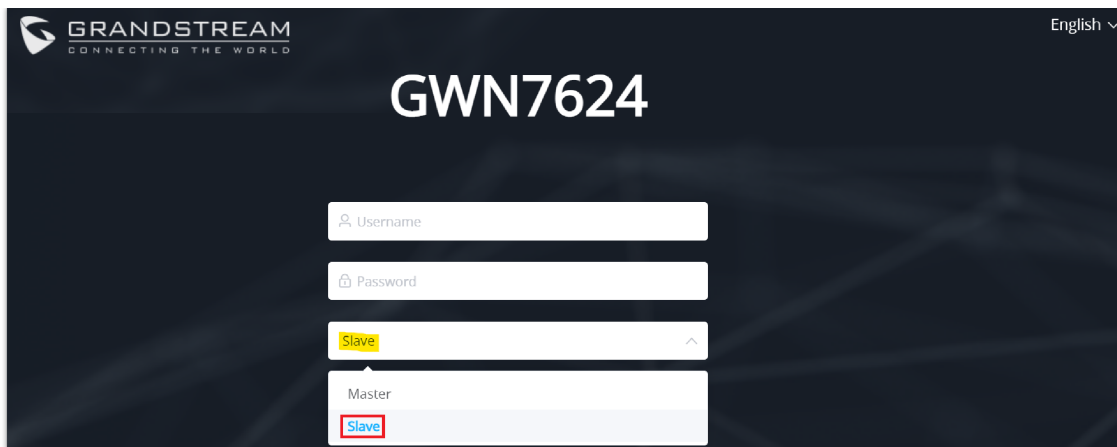 GRANDSTREAM
CONNECTING THE WORLD
English
GWN7624
Username
Password
Slave
Master
Slave